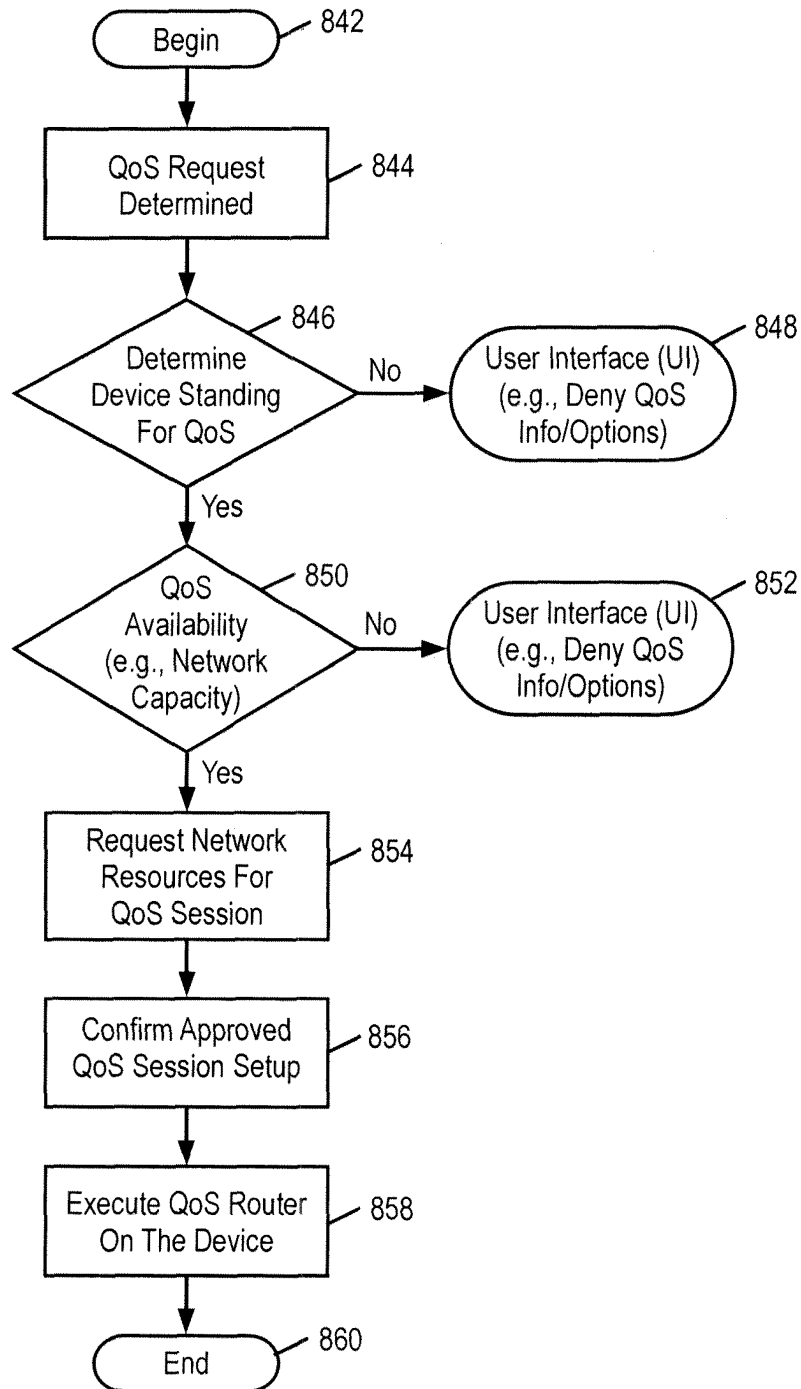 Begin
842
QoS Request
Determined
844
846
Determine
Device Standing
For QoS
No
User Interface (UI)
(e.g., Deny QoS
Info/Options)
848
Yes
850
QoS
Availability
(e.g., Network
Capacity)
No
User Interface (UI)
(e.g., Deny QoS
Info/Options)
852
Yes
Request Network
Resources For
QoS Session
854
Confirm Approved
QoS Session Setup
856
Execute QoS Router
On The Device
858
End
860